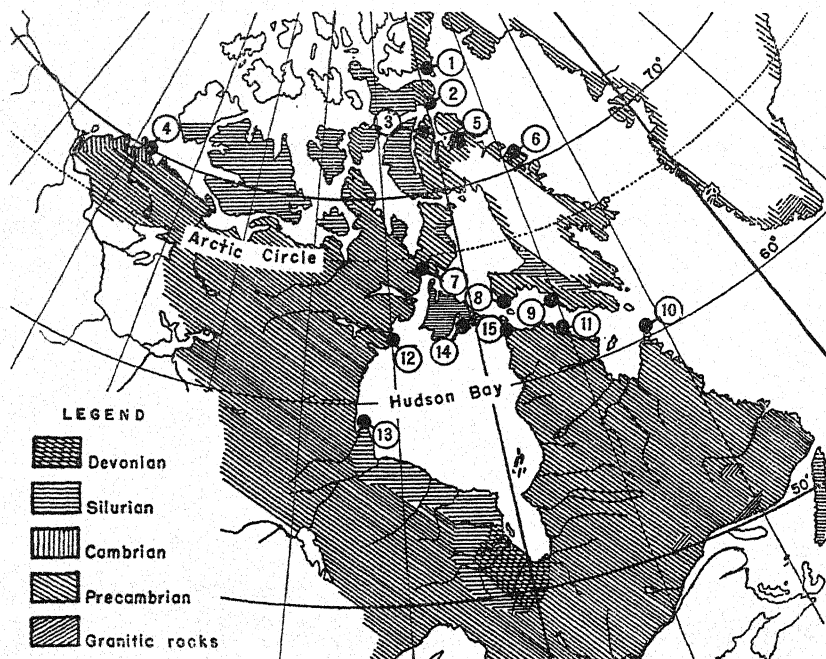 1
2
70°
3
4
5
6
Arctic Circle
60°
7
8
9
10
11
12
14
15
Hudson Bay
13
LEGEND
Devonian
Silurian
Cambrian
Precambrian
Granitic rocks
50°